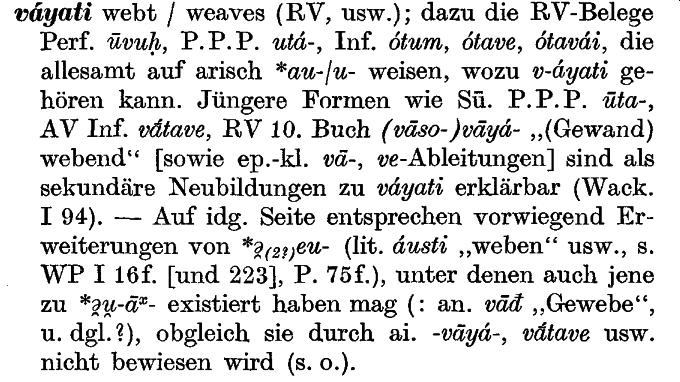 váyati webt / weaves (RV, usw.); dazu die RV-Belege
Perf. ūvuḥ, P.P.P. utá-, Inf. ótum, ótave, ótavái, die
allesamt auf arisch *au-/u- weisen, wozu v-áyati ge-
hören kann. Jüngere Formen wie Sū. P.P.P. ūta-,
AV Inf. vā́tave, RV 10. Buch (vāso-)vāyá- „(Gewand)
webend“ [sowie ep.-kl. vā-, ve-Ableitungen] sind als
sekundäre Neubildungen zu váyati erklärbar (Wack.
I 94). — Auf idg. Seite entsprechen vorwiegend Er-
weiterungen von *ə̯(2?)eu- (lit. áusti „weben“ usw., s.
WP I 16f. [und 223], P. 75f.), unter denen auch jene
zu *ə̯u̯-āˣ- existiert haben mag (: an. vāđ „Gewebe“,
u. dgl.?), obgleich sie durch ai. -vāyá-, vā́tave usw.
nicht bewiesen wird (s. o.).